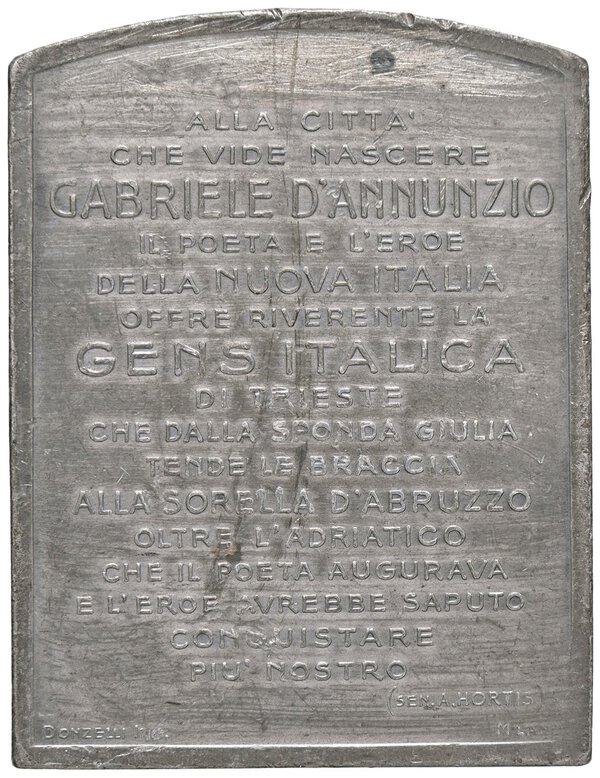 ALLA CITTA'
CHE VIDE NASCERE
GABRIELE D'ANNUNZIO
IL POETA E L'EROE
DELLA NUOVA ITALIA
OFFRE RIVERENTE LA
GENS ITALICA
DI TRIESTE
CHE DALLA SPONDA GIULIA
TENDE LE BRACCIA
ALLA SORELLA D'ABRUZZO
OLTRE L'ADRIATICO
CHE IL POETA AUGURAVA
E L'EROE AVREBBE SAPUTO
CONQUISTARE
PIU' NOSTRO
(SEN. A. HORTIS)
DONZELLI